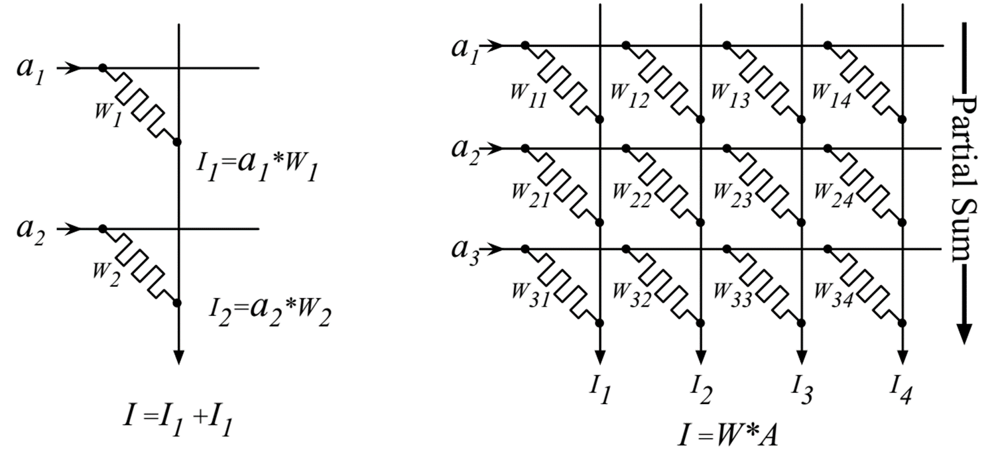 a1
W1
I1=a1*W1
a2
W2
I2=a2*W2
I =I1 +I1
a1
W11 W12 W13 W14
a2
W21 W22 W23 W24
a3
W31 W32 W33 W34
I1 I2 I3 I4
I =W*A
Partial Sum